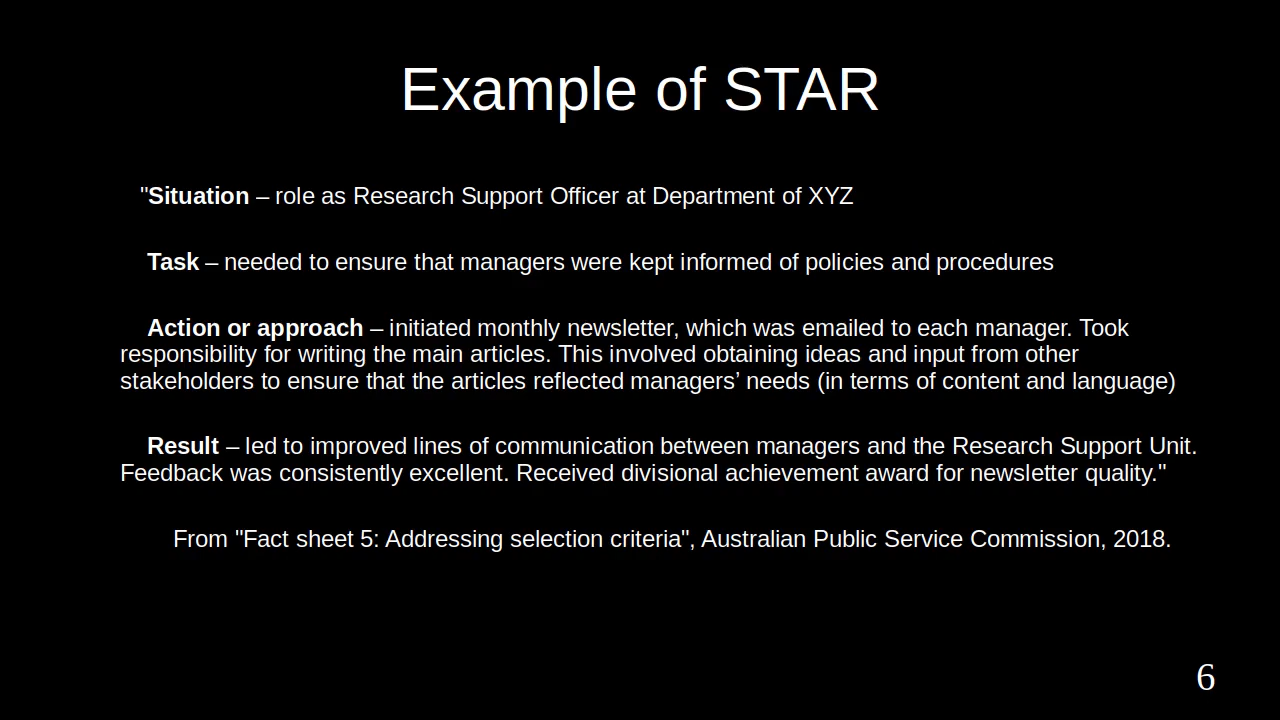 Example of STAR
"Situation – role as Research Support Officer at Department of XYZ
Task – needed to ensure that managers were kept informed of policies and procedures
Action or approach – initiated monthly newsletter, which was emailed to each manager. Took
responsibility for writing the main articles. This involved obtaining ideas and input from other
stakeholders to ensure that the articles reflected managers’ needs (in terms of content and language)
Result – led to improved lines of communication between managers and the Research Support Unit.
Feedback was consistently excellent. Received divisional achievement award for newsletter quality."
From "Fact sheet 5: Addressing selection criteria", Australian Public Service Commission, 2018.
6